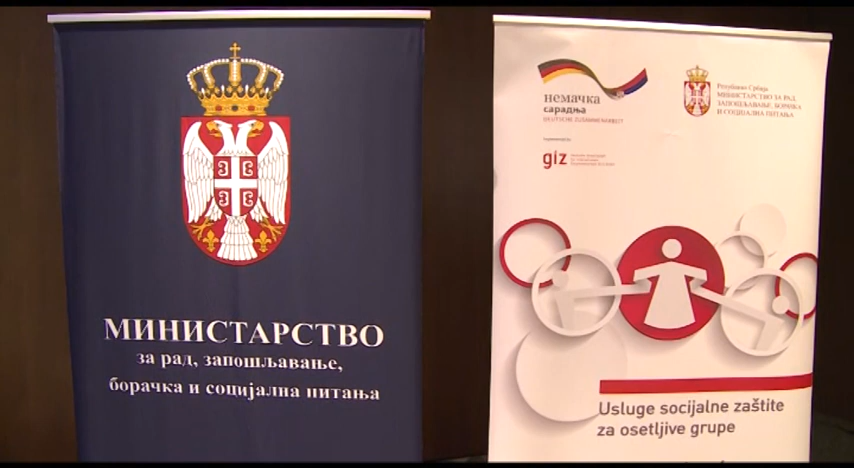 МИНИСТАРСТВО
за рад, запошљавање,
борачка и социјална питања
немачка
сарадња
DEUTSCHE ZUSAMMENARBEIT
giz
Република Србија
МИНИСТАРСТВО ЗА РАД,
ЗАПОШЉАВАЊЕ, БОРАЧКА
И СОЦИЈАЛНА ПИТАЊА
Usluge socijalne zaštite
za osetljive grupe